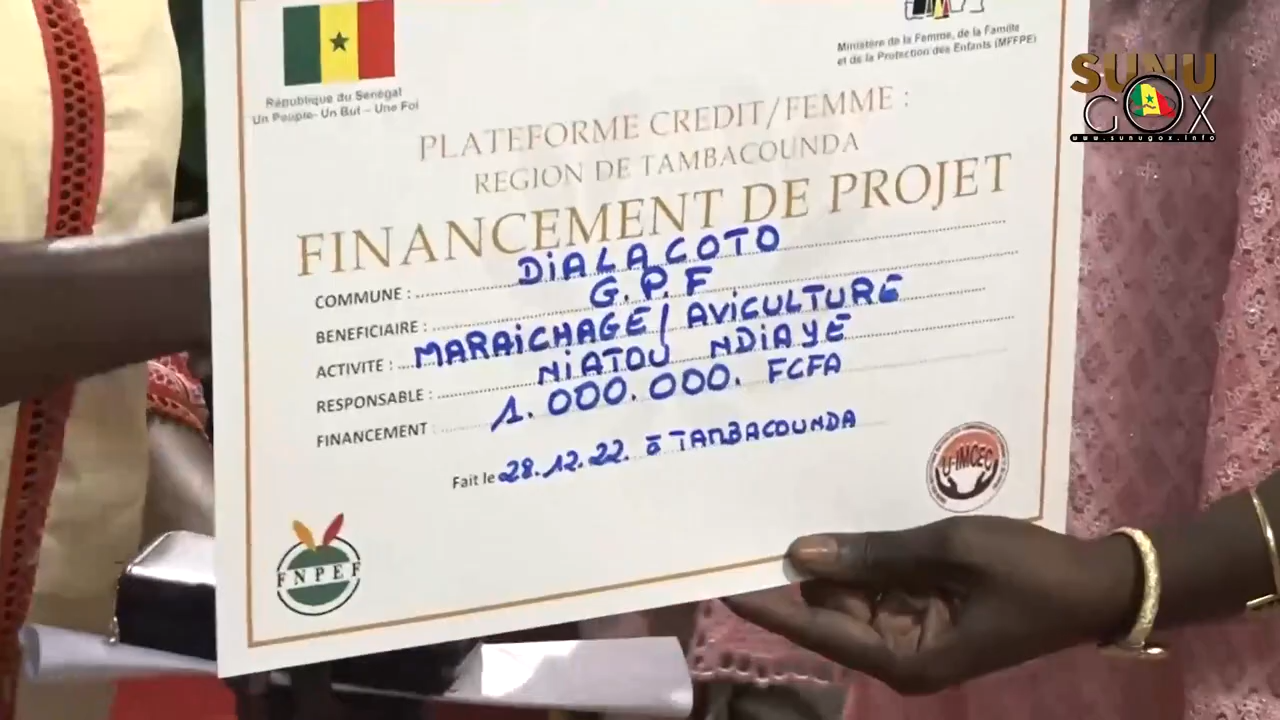 République du Sénégal
Un Peuple- Un But – Une Foi
Ministère de la Femme, de la Famille
et de la Protection des Enfants (MFFPE)
SUNU
GOX
www.sunugox.info
PLATEFORME CREDIT/FEMME :
REGION DE TAMBACOUNDA
FINANCEMENT DE PROJET
COMMUNE : DIALACOTO
BENEFICIAIRE : G.P.F
ACTIVITE : MARAICHAGE / AVICULTURE
RESPONSABLE : NIATOU NDIAYE
FINANCEMENT : 1.000.000. FCFA
Fait le 28.12.22. à TAMBACOUNDA
U-IMCEC
FNPEF